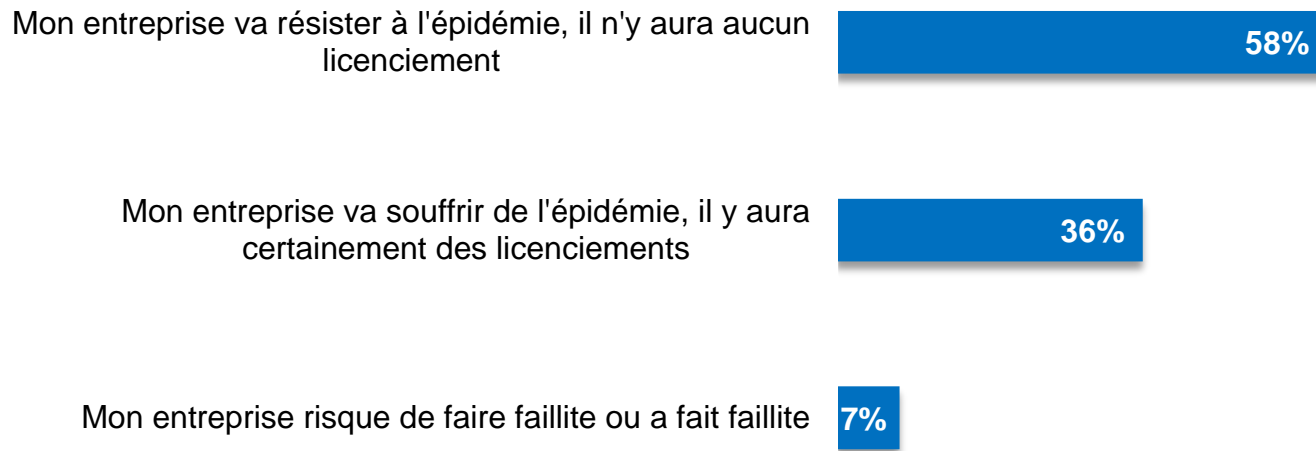 Mon entreprise va résister à l'épidémie, il n'y aura aucun
licenciement
58%
Mon entreprise va souffrir de l'épidémie, il y aura
certainement des licenciements
36%
Mon entreprise risque de faire faillite ou a fait faillite
7%